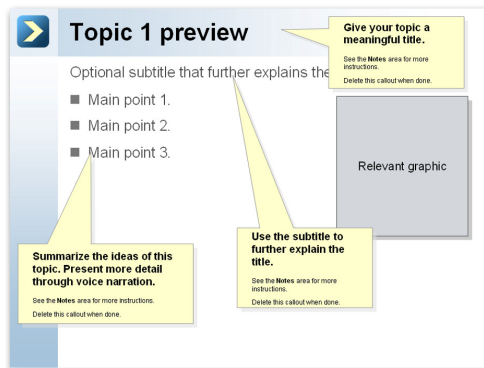 Topic 1 preview
Optional subtitle that further explains the
Main point 1.
Main point 2.
Main point 3.
Give your topic a
meaningful title.
See the Notes area for more
instructions.
Delete this callout when done.
Relevant graphic
Summarize the ideas of this
topic. Present more detail
through voice narration.
See the Notes area for more instructions.
Delete this callout when done.
Use the subtitle to
further explain the
title.
See the Notes area for more
instructions.
Delete this callout when done.